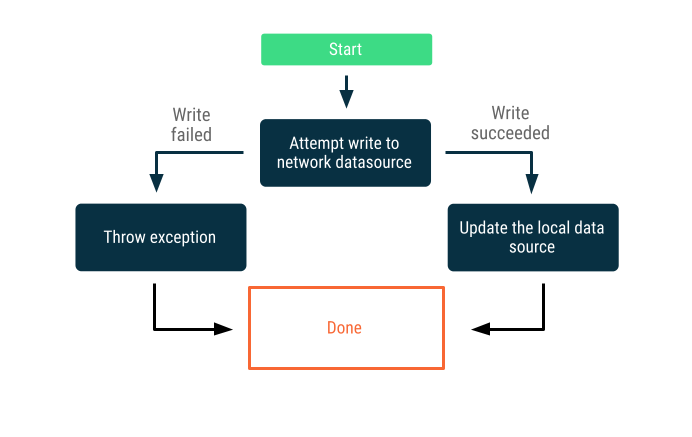 Start
Write
failed
Attempt write to
network datasource
Write
succeeded
Throw exception
Update the local data
source
Done